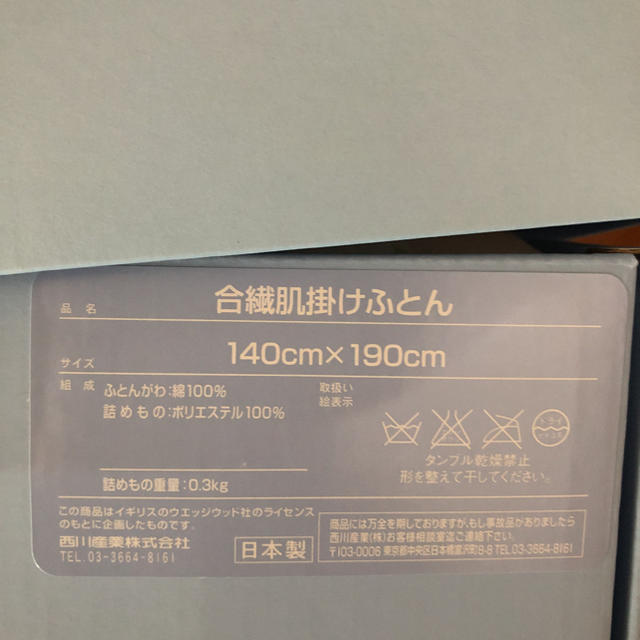 品 名 合繊肌掛けふとん
サイズ 140cm×190cm
組 成 ふとんがわ:綿100%
詰めもの:ポリエステル100%
取扱い
絵表示
ドライ
タンブル乾燥禁止
形を整えて干してください。
詰めもの重量:0.3kg
この商品はイギリスのウエッジウッド社のライセンス
のもとに企画したものです。
西川産業株式会社
TEL.03-3664-8161
日本製
商品には万全を期しておりますが、もし事故品がありましたら
西川産業(株)お客様相談室迄ご連絡下さい。
〒103-0006 東京都中央区日本橋富沢町8-8 TEL.03-3664-8161